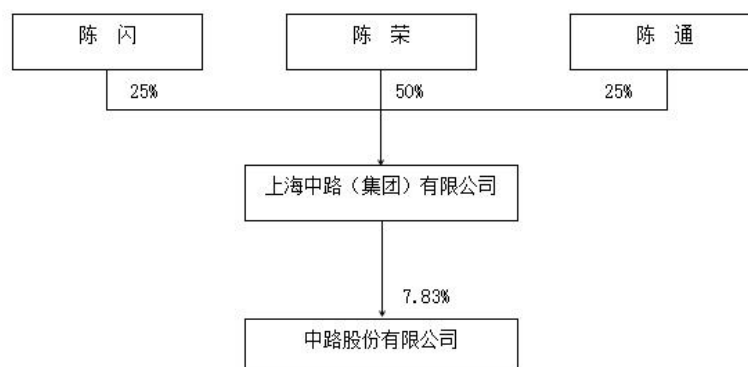 陈 闪
陈 荣
陈 通
25%
50%
25%
上海中路（集团）有限公司
7.83%
中路股份有限公司